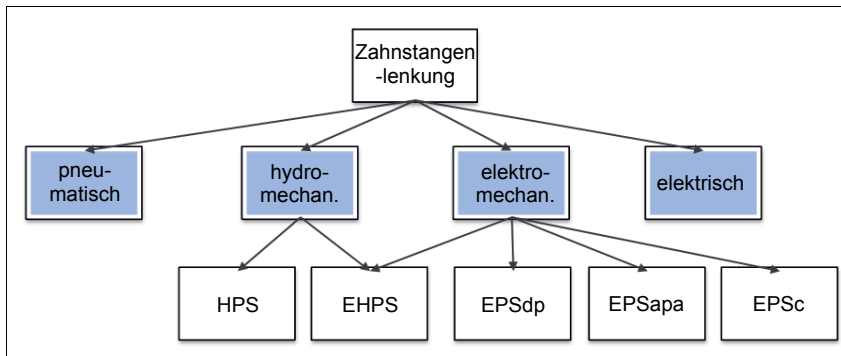 Zahnstangen
-lenkung
pneu-
matisch
hydro-
mechan.
elektro-
mechan.
elektrisch
HPS
EHPS
EPSdp
EPSapa
EPSc